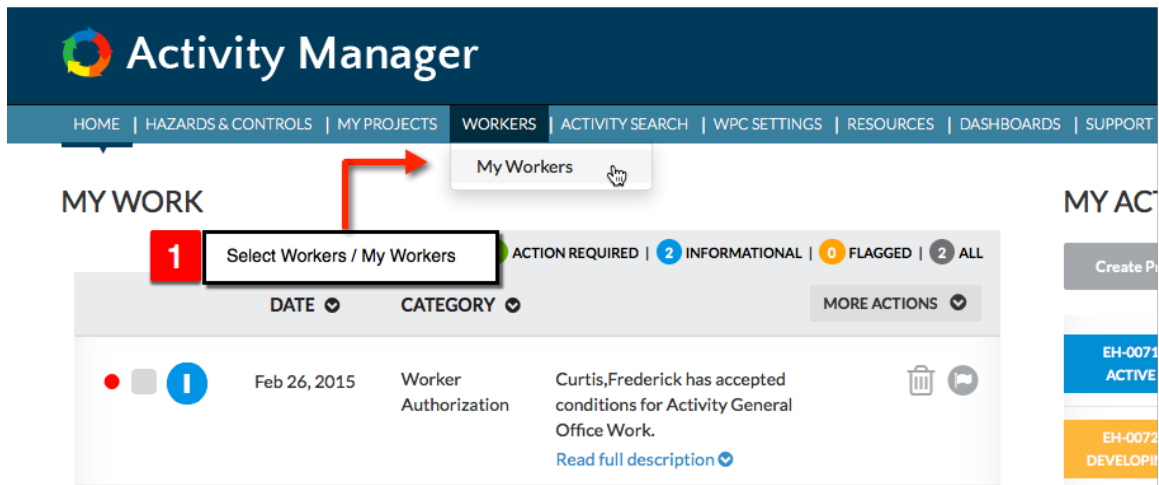 Activity Manager
HOME | HAZARDS & CONTROLS | MY PROJECTS WORKERS | ACTIVITY SEARCH | WPC SETTINGS | RESOURCES | DASHBOARDS | SUPPORT
My Workers
MY WORK
MY AC
1 Select Workers / My Workers
ACTION REQUIRED | 2 INFORMATIONAL | 0 FLAGGED | 2 ALL
Create
DATE CATEGORY MORE ACTIONS
EH-0071
ACTIVE
I Feb 26, 2015 Worker Curtis,Frederick has accepted
Authorization conditions for Activity General
Office Work.
Read full description
EH-0072